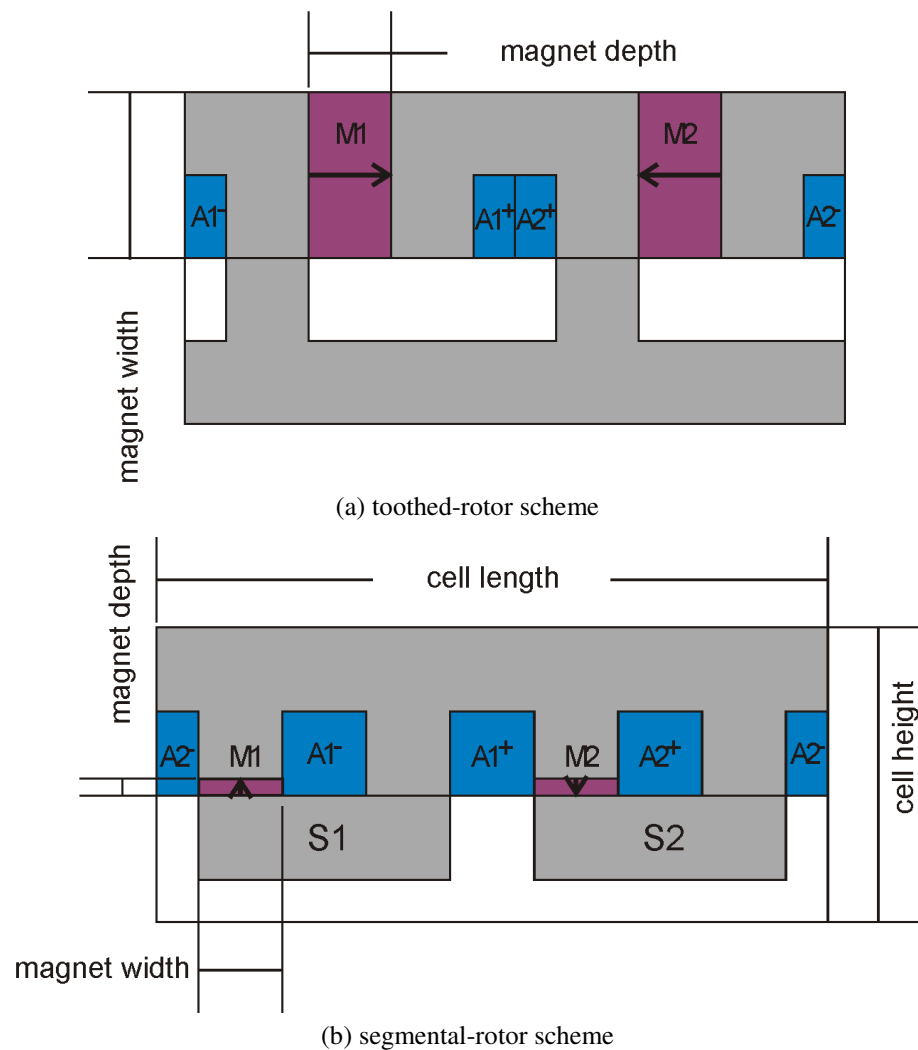 magnet depth
M1
M2
A1⁻
A1⁺
A2⁺
A2⁻
magnet width
(a) toothed-rotor scheme
magnet depth
cell length
cell height
A2⁻
M1
A1⁻
A1⁺
M2
A2⁺
A2⁻
S1
S2
magnet width
(b) segmental-rotor scheme